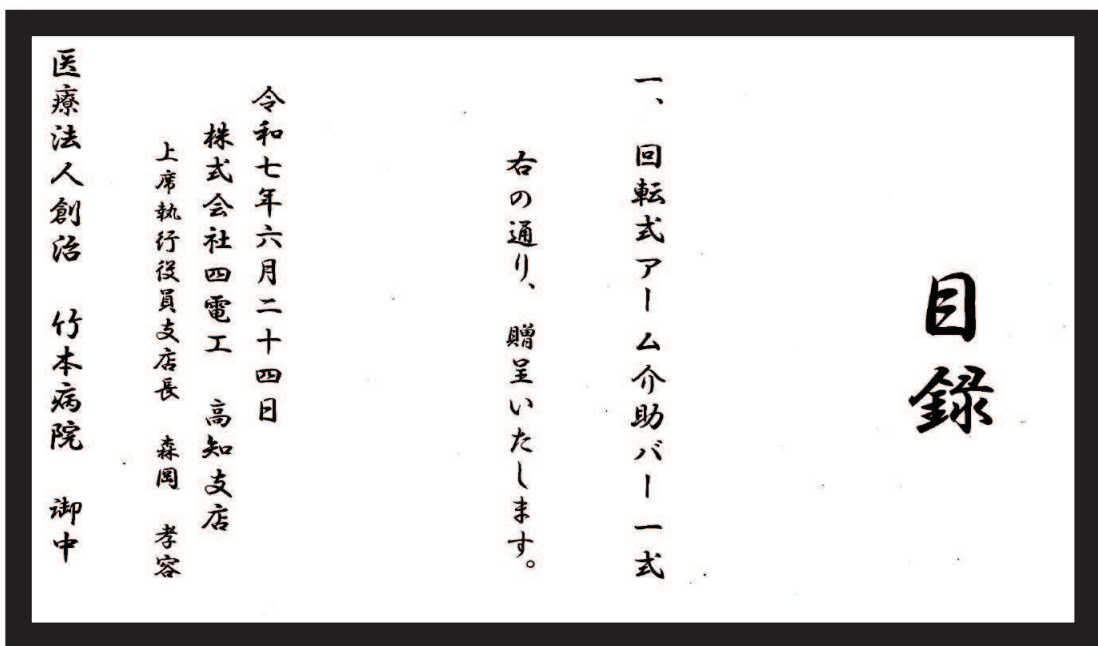 目録
一、回転式アーム介助バー一式
右の通り、贈呈いたします。
令和七年六月二十四日
株式会社四電工　高知支店
上席執行役員支店長　森岡　孝容
医療法人創治　竹本病院　御中